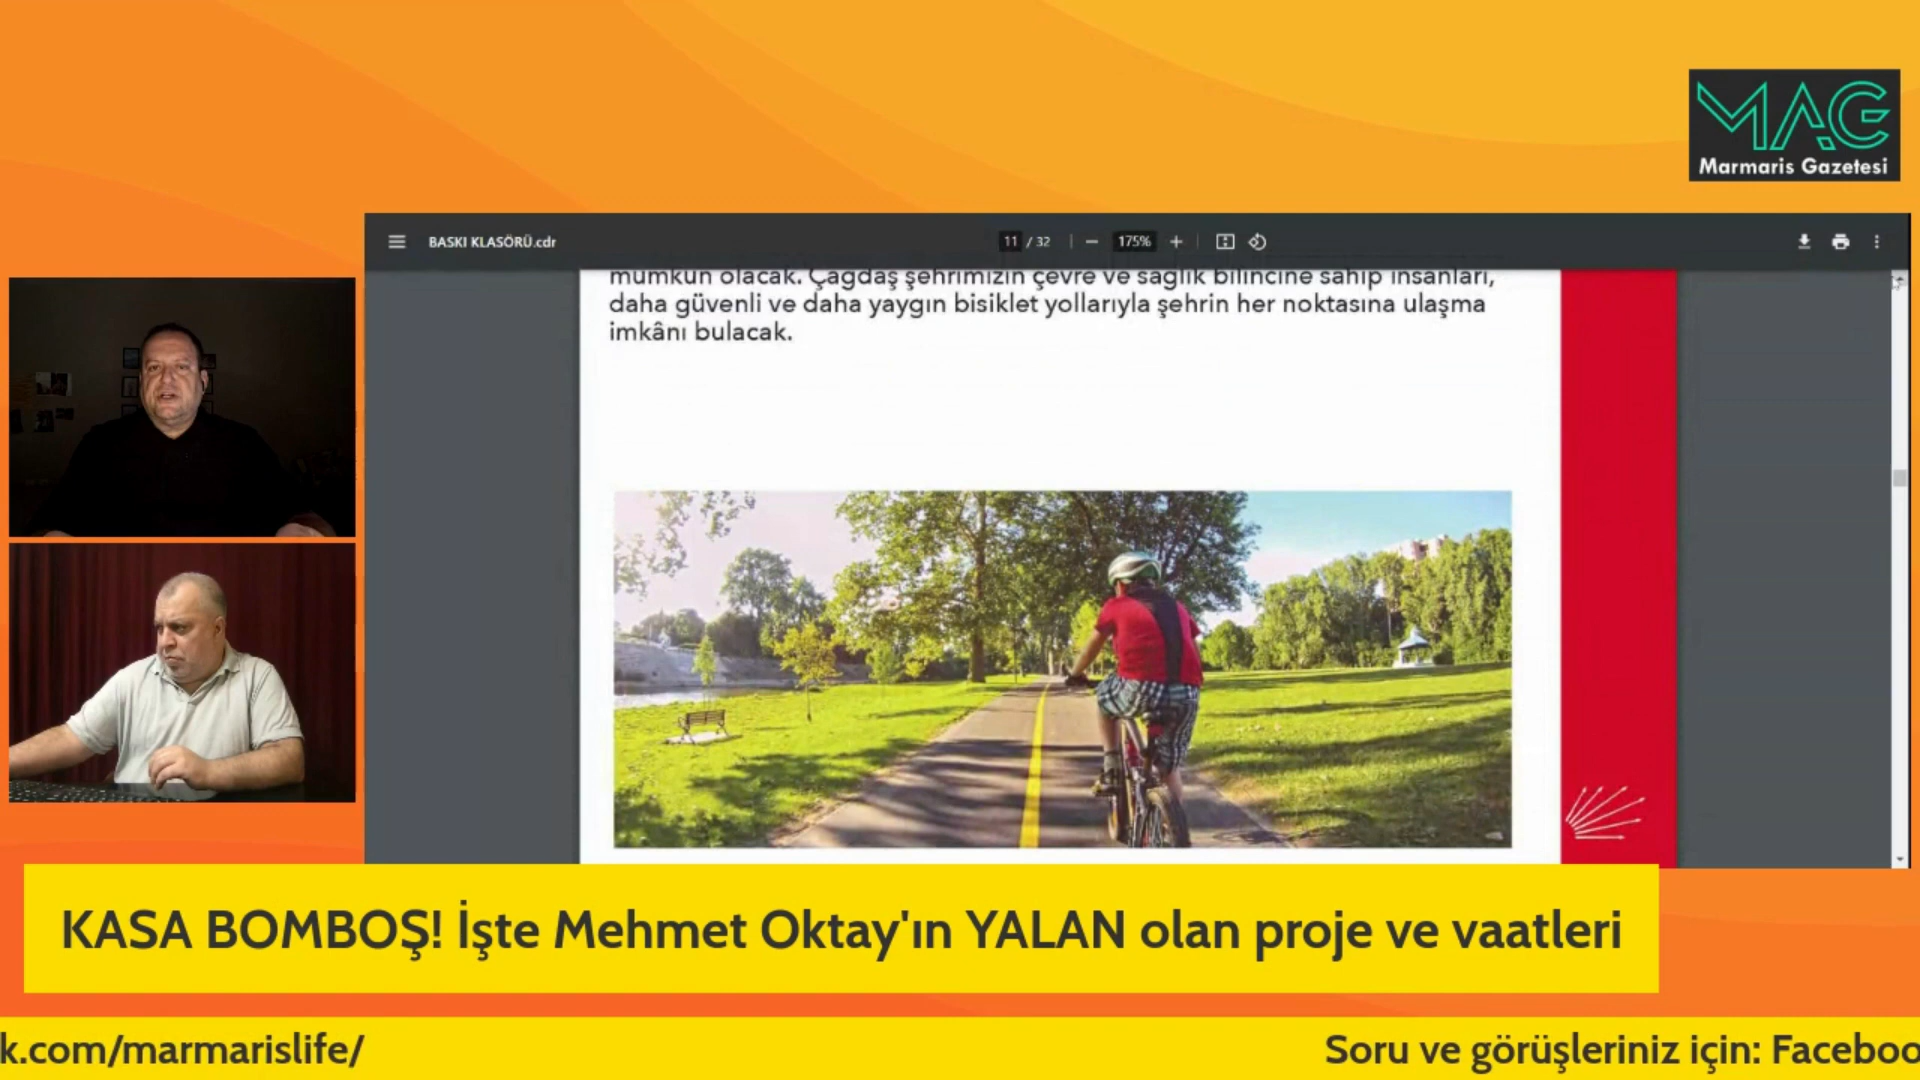 MAG
Marmaris Gazetesi
BASKI KLASÖRÜ.cdr
11 / 32
175%
mümkün olacak. Çağdaş şehrimizin çevre ve sağlık bilincine sahip insanları,
daha güvenli ve daha yaygın bisiklet yollarıyla şehrin her noktasına ulaşma
imkânı bulacak.
KASA BOMBOŞ! İşte Mehmet Oktay'ın YALAN olan proje ve vaatleri
k.com/marmarislife/
Soru ve görüşleriniz için: Faceboo